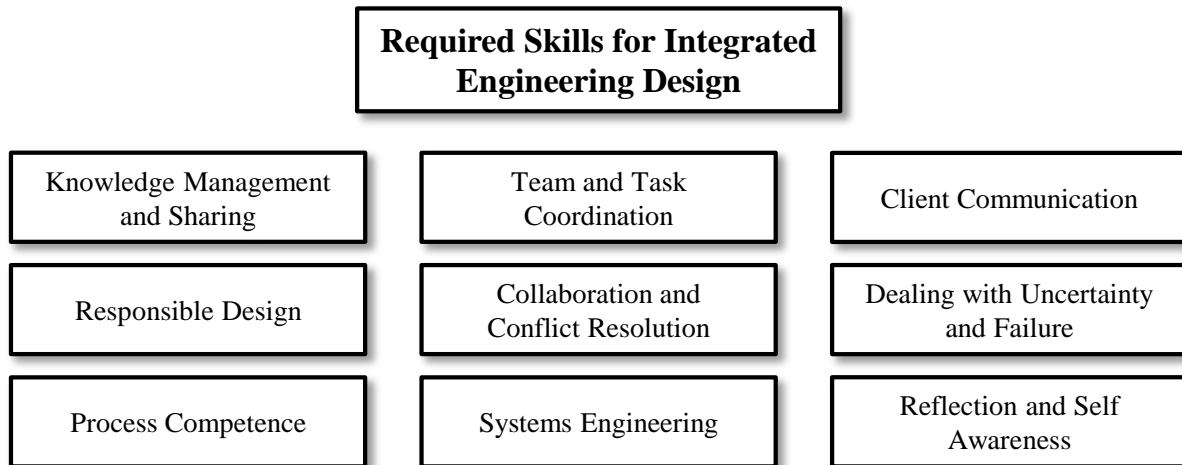 Required Skills for Integrated
Engineering Design
Knowledge Management
and Sharing
Team and Task
Coordination
Client Communication
Responsible Design
Collaboration and
Conflict Resolution
Dealing with Uncertainty
and Failure
Process Competence
Systems Engineering
Reflection and Self
Awareness